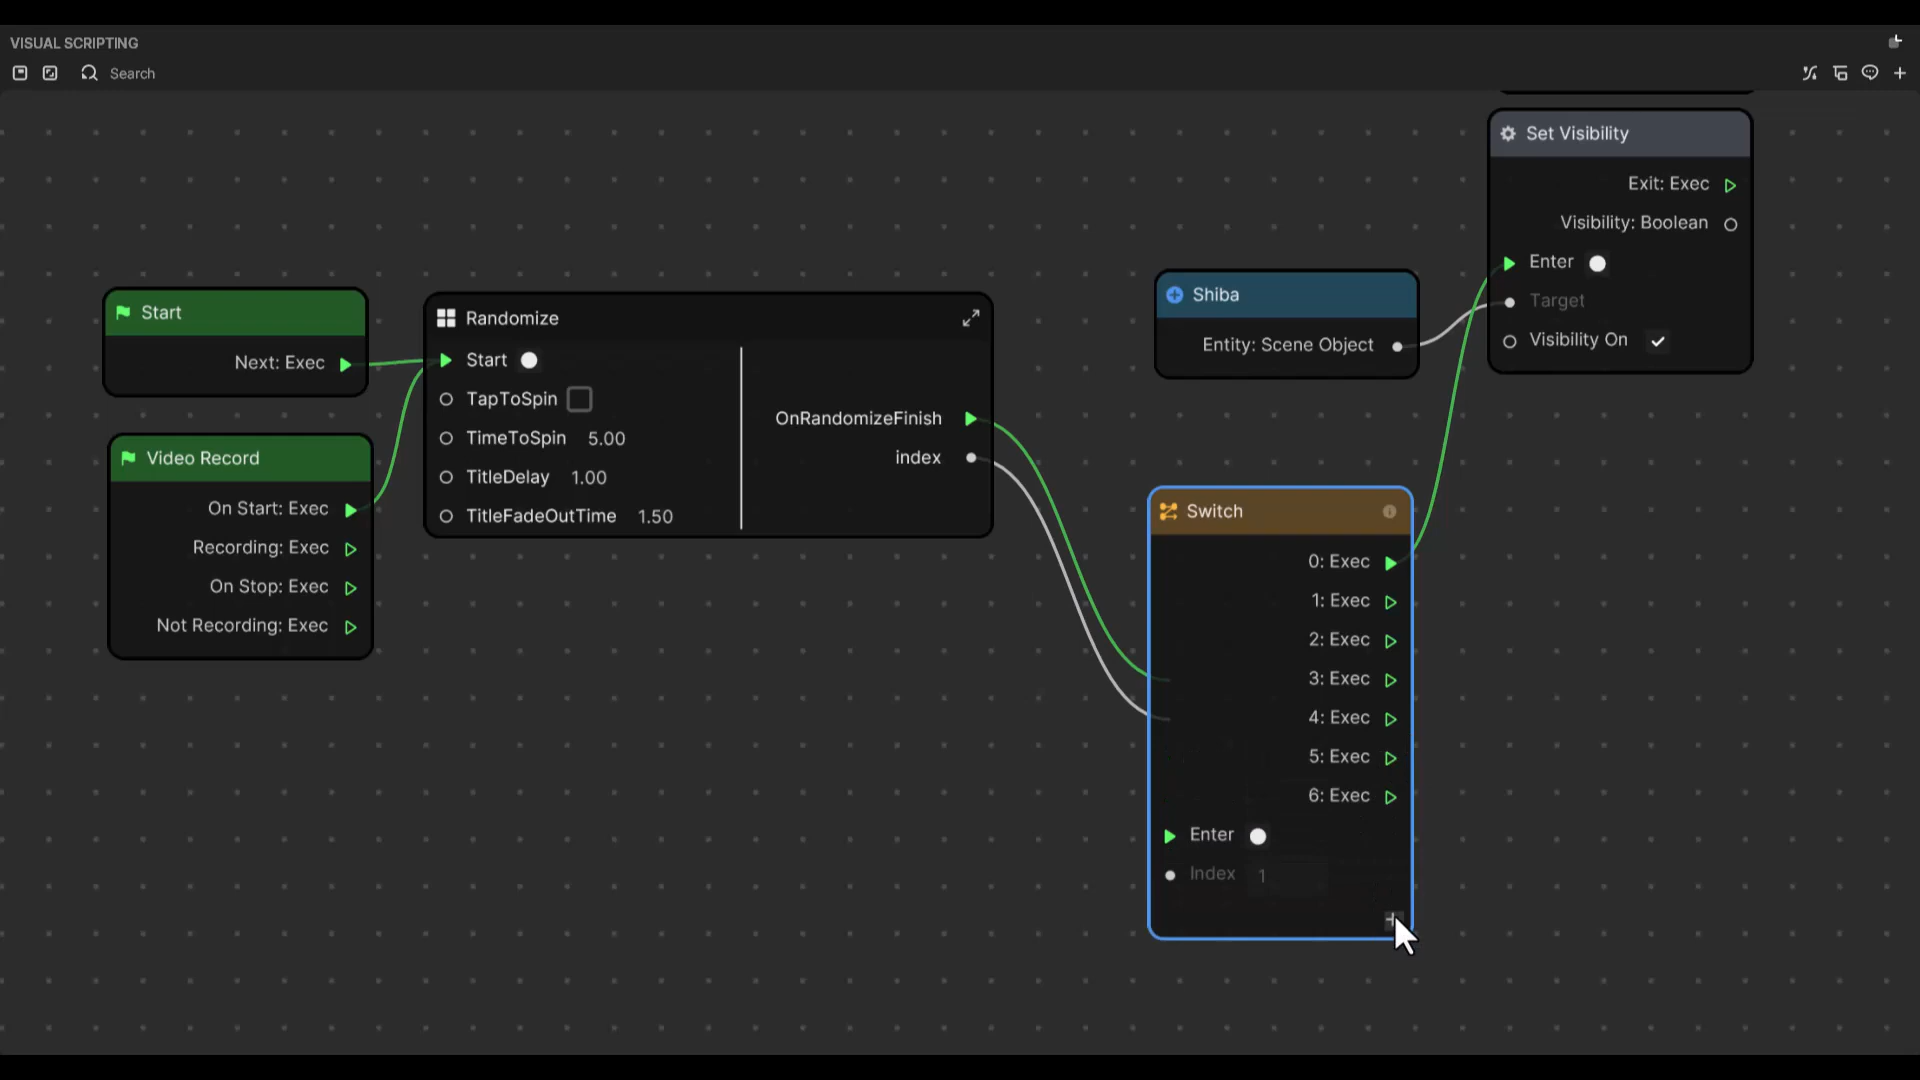 VISUAL SCRIPTING
Search
Start
Next: Exec
Video Record
On Start: Exec
Recording: Exec
On Stop: Exec
Not Recording: Exec
Randomize
Start
TapToSpin
TimeToSpin 5.00
TitleDelay 1.00
TitleFadeOutTime 1.50
OnRandomizeFinish
index
Shiba
Entity: Scene Object
Switch
0: Exec
1: Exec
2: Exec
3: Exec
4: Exec
5: Exec
6: Exec
Enter
Index 1
Set Visibility
Exit: Exec
Visibility: Boolean
Enter
Target
Visibility On